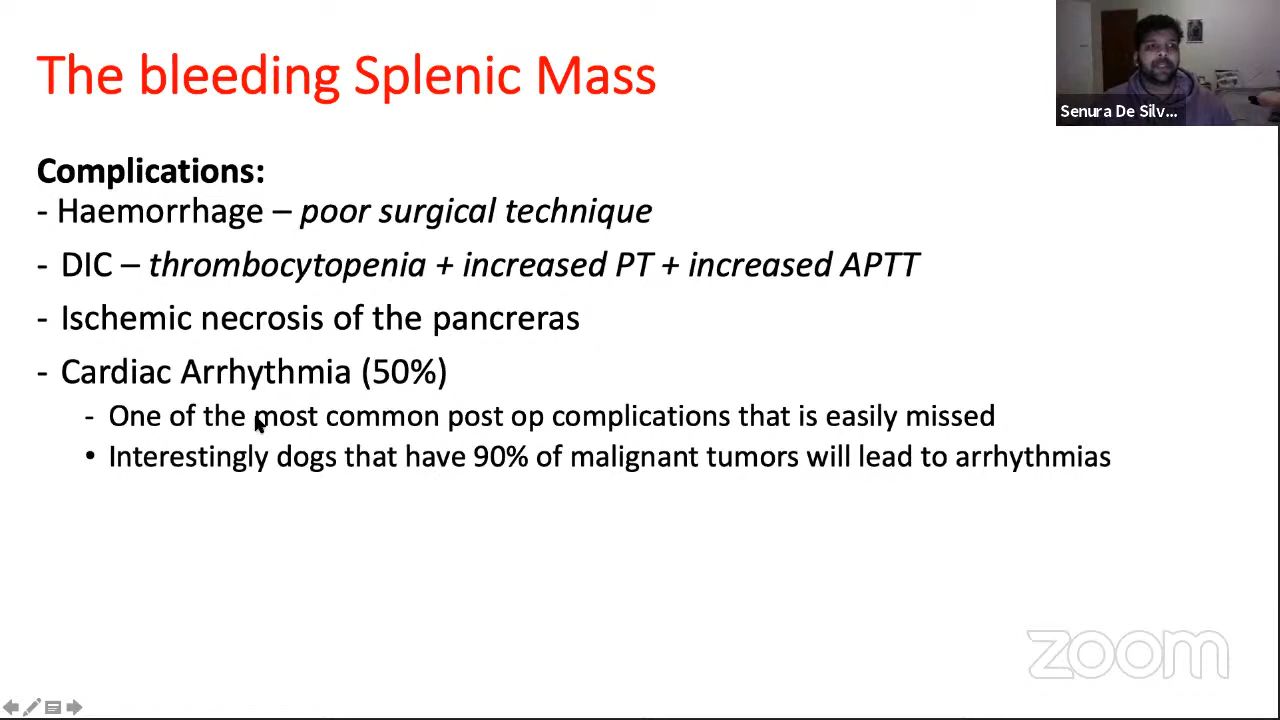 The bleeding Splenic Mass
Senura De Silv...
Complications:
- Haemorrhage – poor surgical technique
- DIC – thrombocytopenia + increased PT + increased APTT
- Ischemic necrosis of the pancreras
- Cardiac Arrhythmia (50%)
- One of the most common post op complications that is easily missed
• Interestingly dogs that have 90% of malignant tumors will lead to arrhythmias
zoom